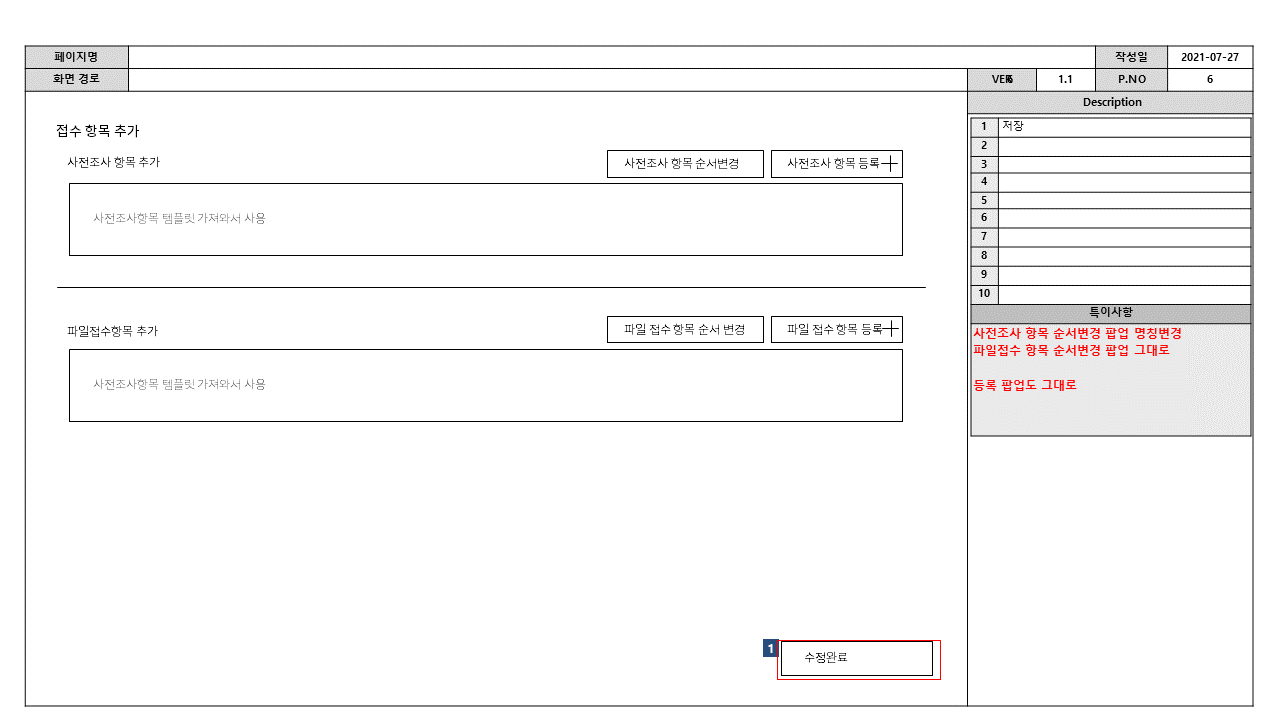 페이지명
작성일 2021-07-27
화면 경로
VER 1.1 P.NO 6
Description
접수 항목 추가
사전조사 항목 추가
사전조사 항목 순서변경
사전조사 항목 등록
사전조사항목 템플릿 가져와서 사용
파일접수항목 추가
파일 접수항목 순서 변경
파일 접수항목 등록
사전조사항목 템플릿 가져와서 사용
1
수정완료
1 저장
2
3
4
5
6
7
8
9
10
특이사항
사전조사 항목 순서변경 팝업 명칭변경
파일접수 항목 순서변경 팝업 그대로
등록 팝업도 그대로